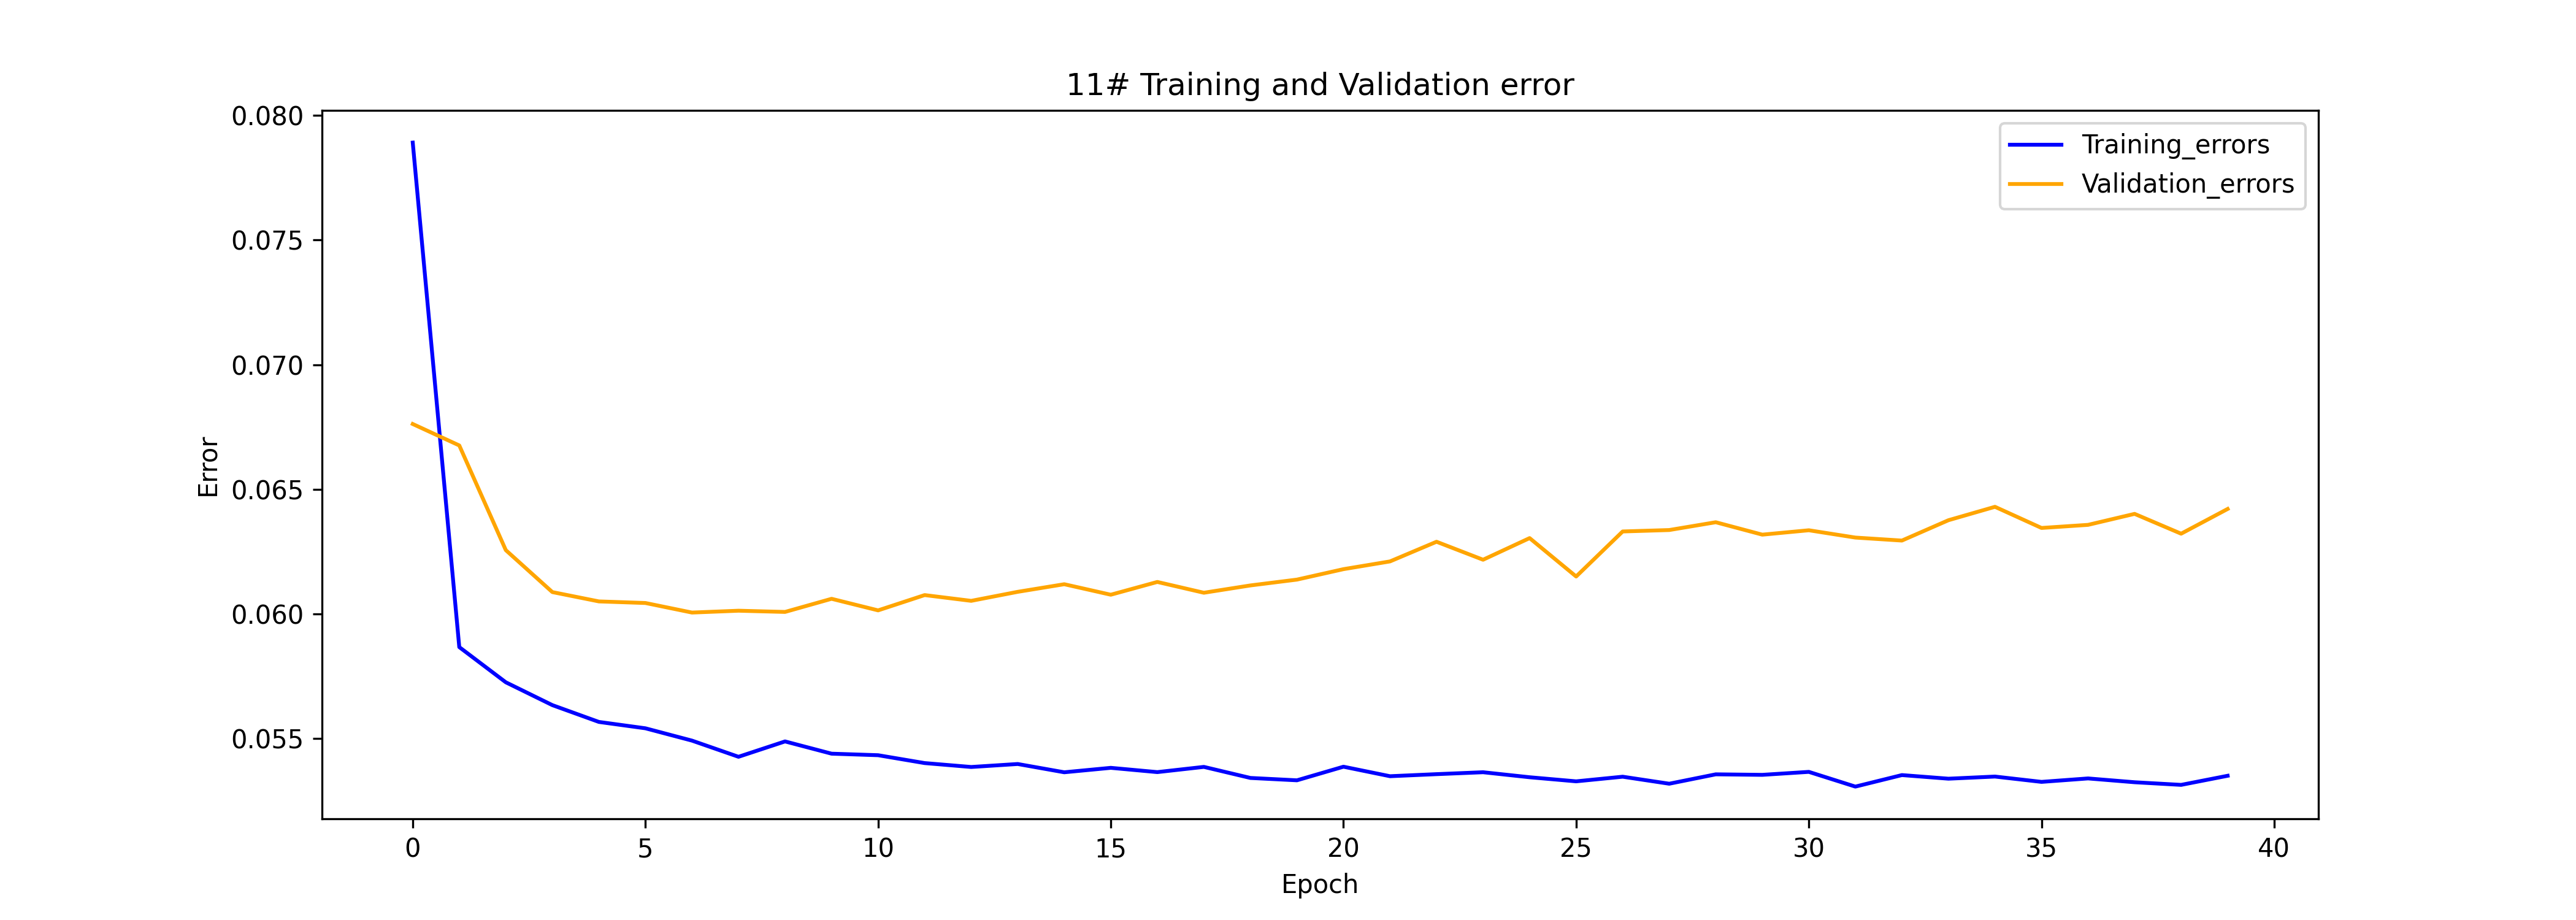 11# Training and Validation error
Training_errors
Validation_errors
Error
0.080
0.075
0.070
0.065
0.060
0.055
0 5 10 15 20 25 30 35 40
Epoch